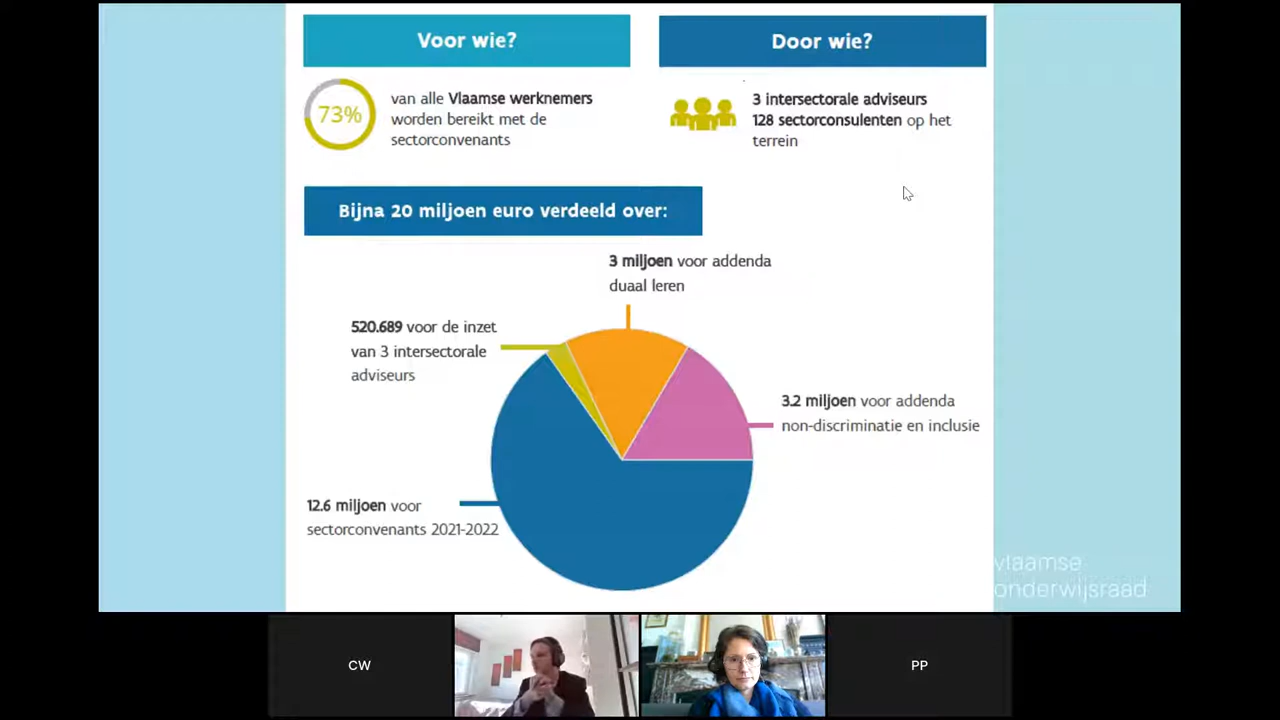 Voor wie?
Door wie?
73%
van alle Vlaamse werknemers
worden bereikt met de
sectorconvenants
3 intersectorale adviseurs
128 sectorconsulenten op het
terrein
Bijna 20 miljoen euro verdeeld over:
3 miljoen voor addenda
duaal leren
520.689 voor de inzet
van 3 intersectorale
adviseurs
3.2 miljoen voor addenda
non-discriminatie en inclusie
12.6 miljoen voor
sectorconvenants 2021-2022
vlaamse
onderwijsraad
CW
PP